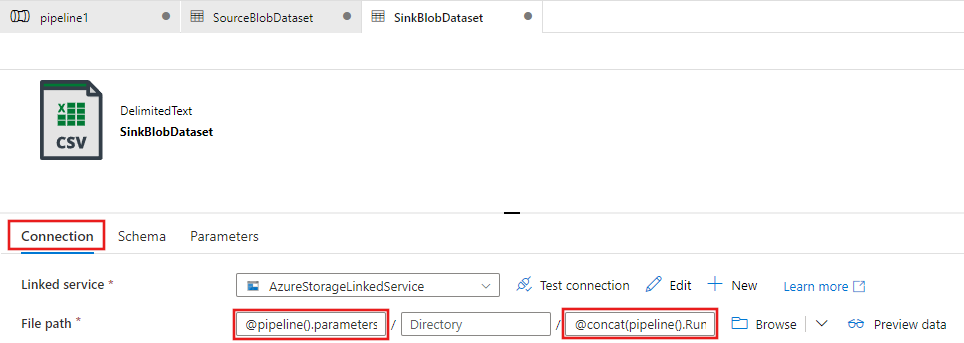 pipeline1 SourceBlobDataset SinkBlobDataset
X
CSV
DelimitedText
SinkBlobDataset
Connection Schema Parameters
Linked service * AzureStorageLinkedService Test connection Edit New Learn more
File path * @pipeline().parameters / Directory / @concat(pipeline().Run Browse Preview data